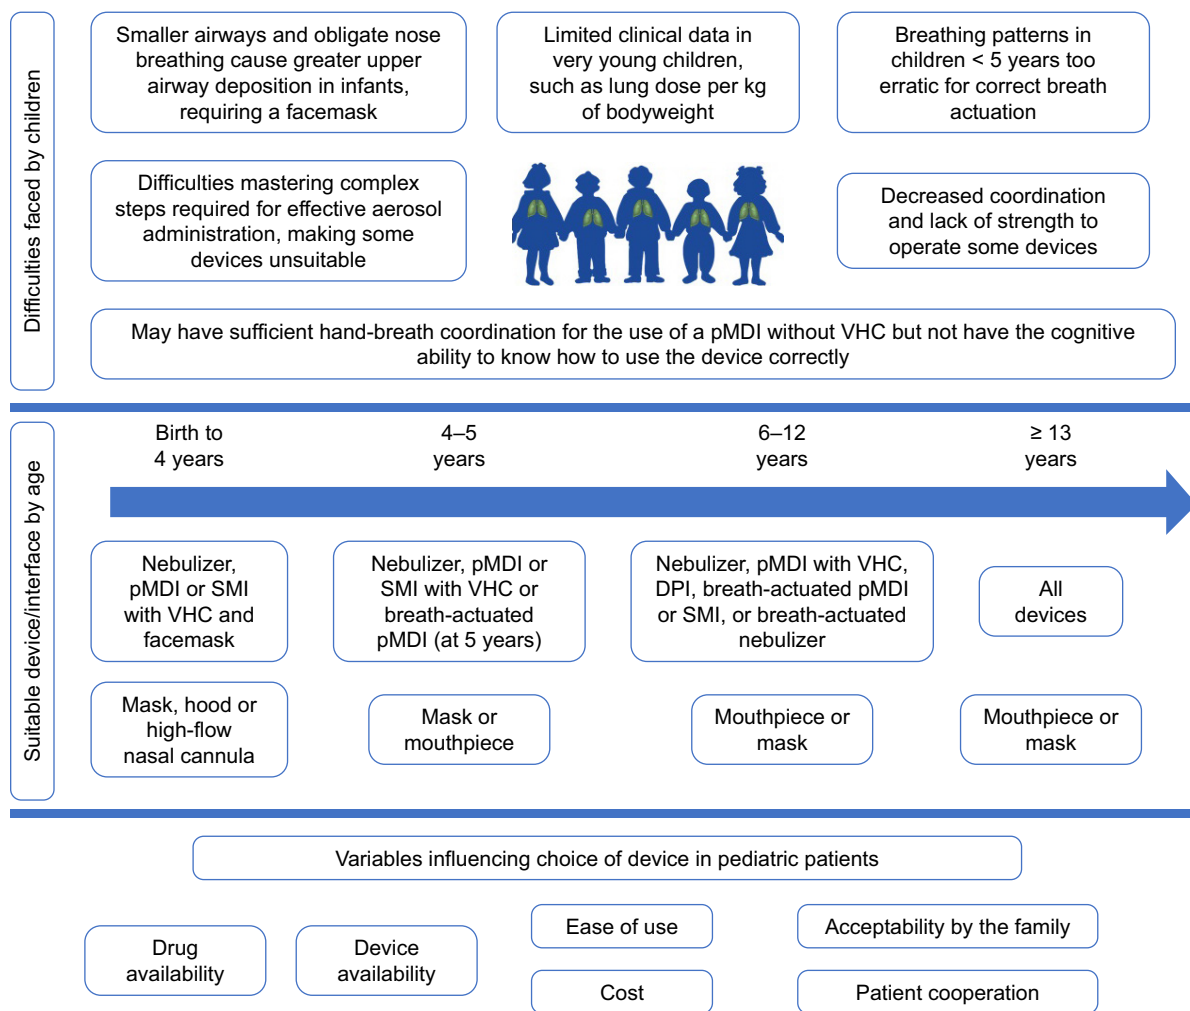 Difficulties faced by children
Smaller airways and obligate nose
breathing cause greater upper
airway deposition in infants,
requiring a facemask
Limited clinical data in
very young children,
such as lung dose per kg
of bodyweight
Breathing patterns in
children < 5 years too
erratic for correct breath
actuation
Difficulties mastering complex
steps required for effective aerosol
administration, making some
devices unsuitable
Decreased coordination
and lack of strength to
operate some devices
May have sufficient hand-breath coordination for the use of a pMDI without VHC but not have the cognitive
ability to know how to use the device correctly
Suitable device/interface by age
Birth to
4 years
4–5
years
6–12
years
≥ 13
years
Nebulizer,
pMDI or SMI
with VHC and
facemask
Nebulizer, pMDI or
SMI with VHC or
breath-actuated
pMDI (at 5 years)
Nebulizer, pMDI with VHC,
DPI, breath-actuated pMDI
or SMI, or breath-actuated
nebulizer
All
devices
Mask, hood or
high-flow
nasal cannula
Mask or
mouthpiece
Mouthpiece or
mask
Mouthpiece or
mask
Variables influencing choice of device in pediatric patients
Drug
availability
Device
availability
Ease of use
Cost
Acceptability by the family
Patient cooperation